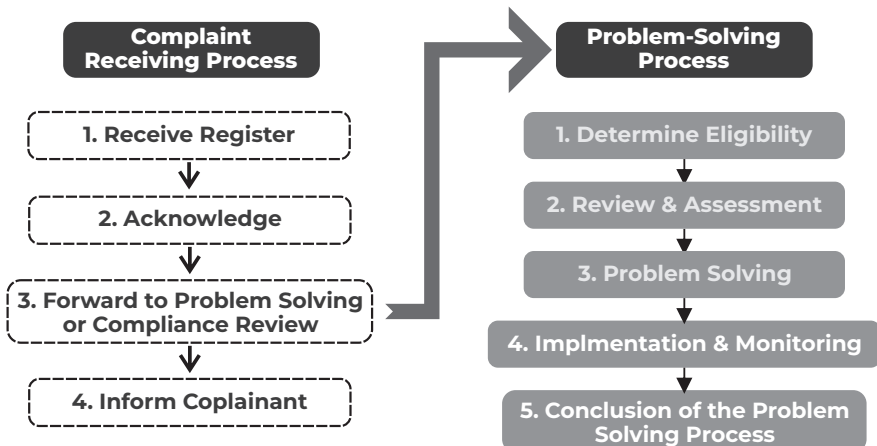 Complaint
Receiving Process
1. Receive Register
2. Acknowledge
3. Forward to Problem Solving
or Compliance Review
4. Inform Coplainant
Problem-Solving
Process
1. Determine Eligibility
2. Review & Assessment
3. Problem Solving
4. Implmentation & Monitoring
5. Conclusion of the Problem
Solving Process